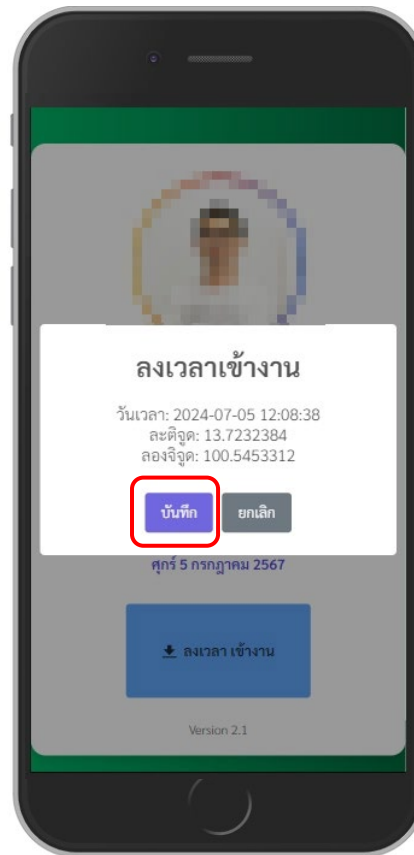 ลงเวลาเข้างาน
วันเวลา: 2024-07-05 12:08:38
ละติจูด: 13.7232384
ลองจิจูด: 100.5453312
บันทึก ยกเลิก
ศุกร์ 5 กรกฎาคม 2567
ลงเวลา เข้างาน
Version 2.1